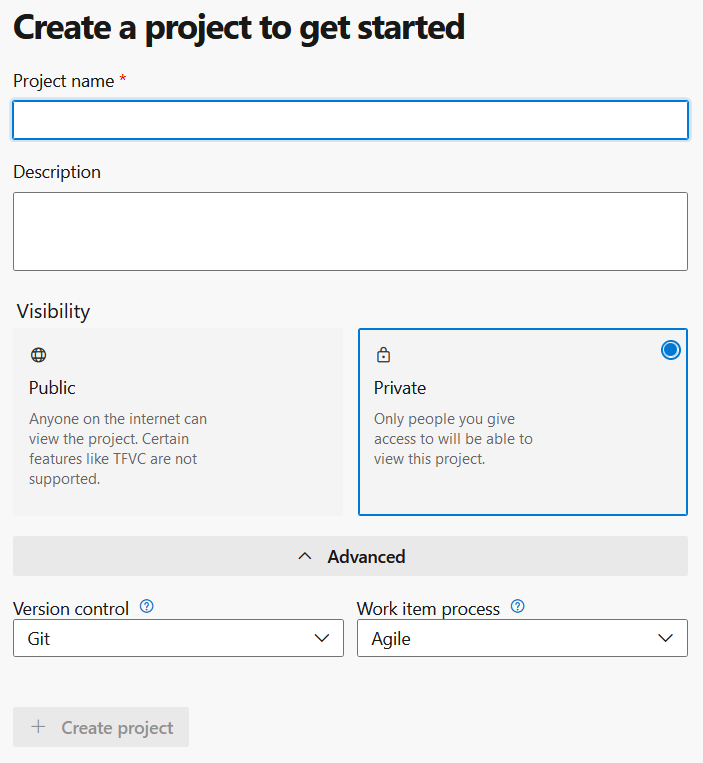 Create a project to get started
Project name *
Description
Visibility
Public
Anyone on the internet can
view the project. Certain
features like TFVC are not
supported.
Private
Only people you give
access to will be able to
view this project.
Advanced
Version control
Git
Work item process
Agile
Create project